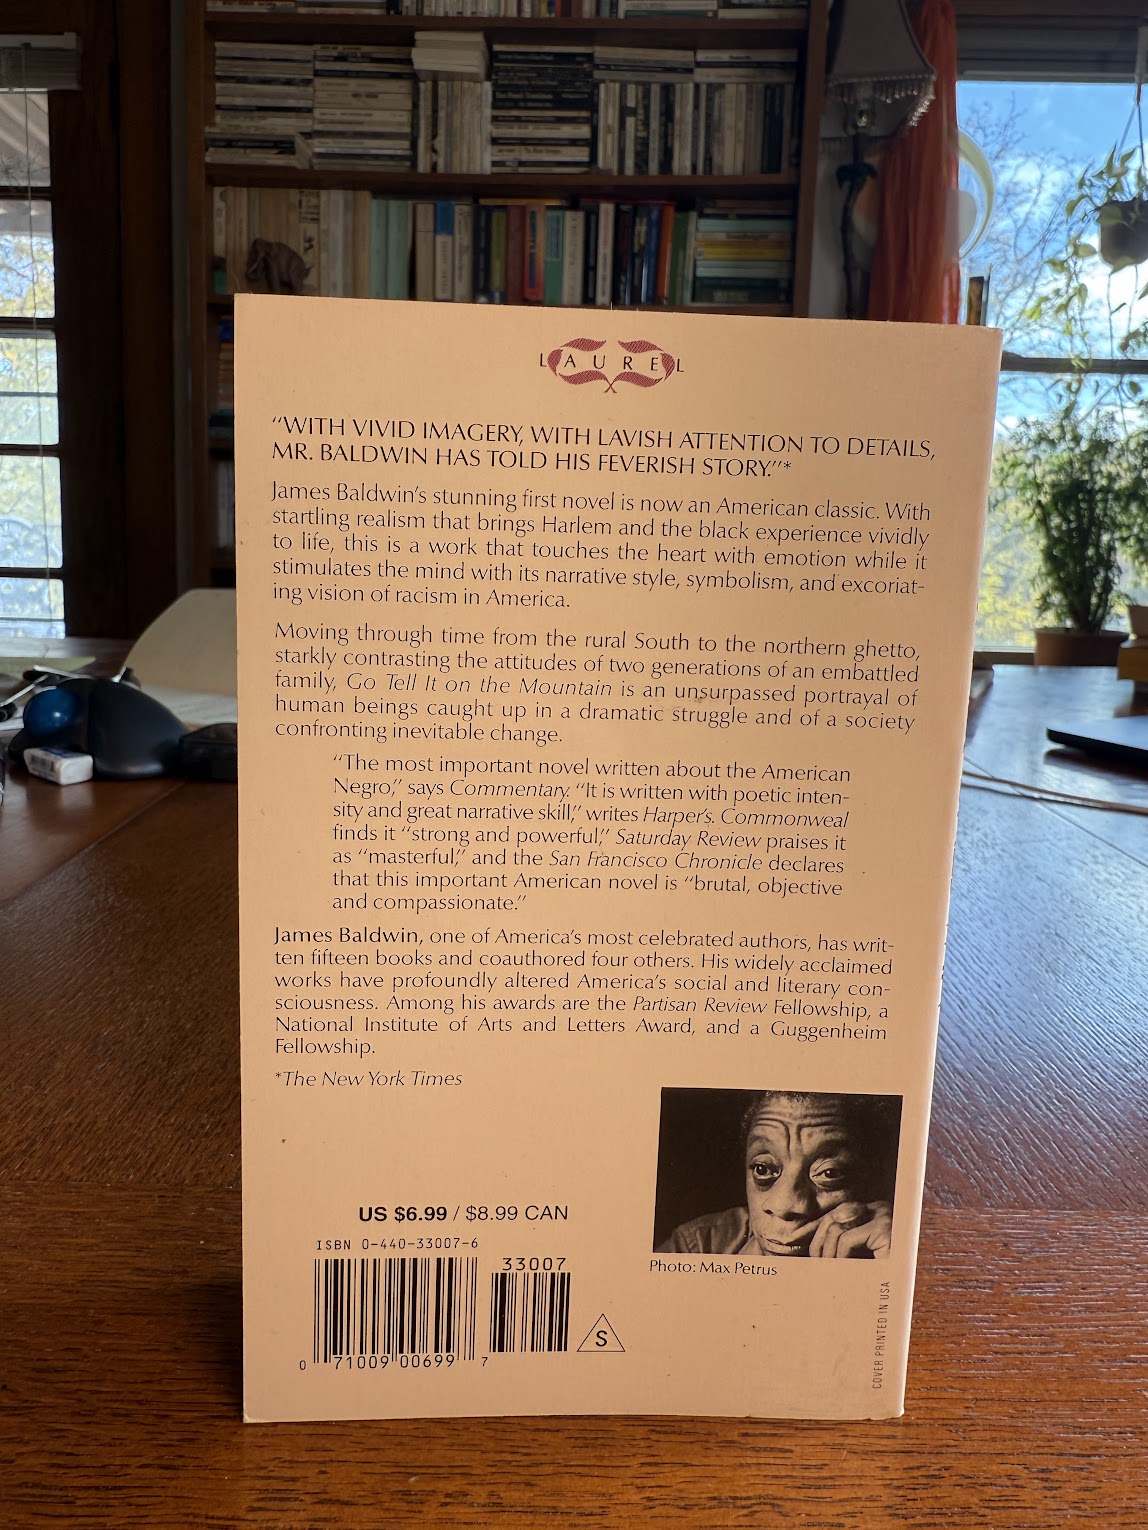 LAUREL
“WITH VIVID IMAGERY, WITH LAVISH ATTENTION TO DETAILS,
MR. BALDWIN HAS TOLD HIS FEVERISH STORY.”*
James Baldwin’s stunning first novel is now an American classic. With
startling realism that brings Harlem and the black experience vividly
to life, this is a work that touches the heart with emotion while it
stimulates the mind with its narrative style, symbolism, and excoriat-
ing vision of racism in America.
Moving through time from the rural South to the northern ghetto,
starkly contrasting the attitudes of two generations of an embattled
family, Go Tell It on the Mountain is an unsurpassed portrayal of
human beings caught up in a dramatic struggle and of a society
confronting inevitable change.
“The most important novel written about the American
Negro,” says Commentary. “It is written with poetic inten-
sity and great narrative skill,” writes Harper’s. Commonweal
finds it “strong and powerful,” Saturday Review praises it
as “masterful,” and the San Francisco Chronicle declares
that this important American novel is “brutal, objective
and compassionate.”
James Baldwin, one of America’s most celebrated authors, has writ-
ten fifteen books and coauthored four others. His widely acclaimed
works have profoundly altered America’s social and literary con-
sciousness. Among his awards are the Partisan Review Fellowship, a
National Institute of Arts and Letters Award, and a Guggenheim
Fellowship.
*The New York Times
US $6.99 / $8.99 CAN
ISBN 0-440-33007-6
33007
0 71009 00699 7
S
Photo: Max Petrus
COVER PRINTED IN USA